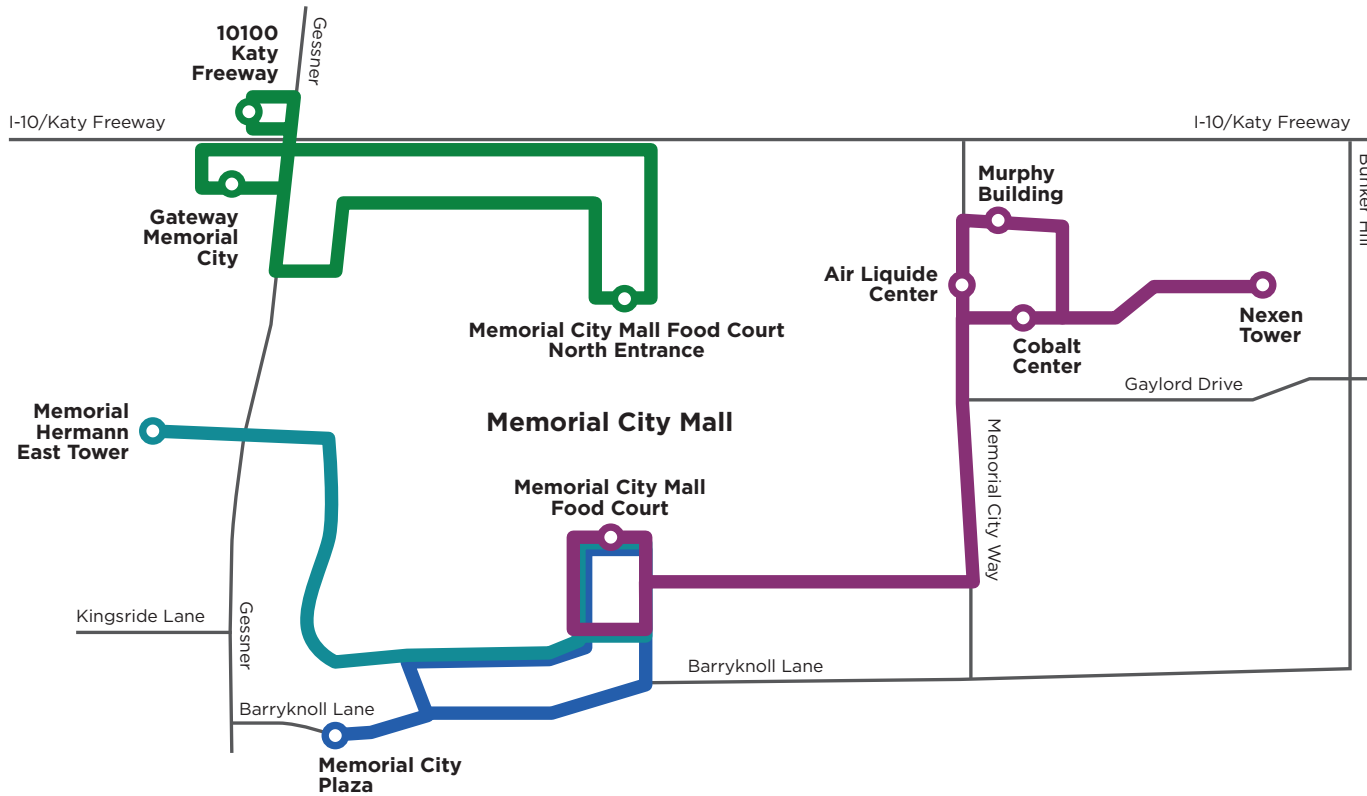 10100
Katy
Freeway
Gessner
I-10/Katy Freeway
I-10/Katy Freeway
Bunker Hill
Murphy
Building
Gateway
Memorial
City
Air Liquide
Center
Nexen
Tower
Cobalt
Center
Memorial City Mall Food Court
North Entrance
Gaylord Drive
Memorial
Hermann
East Tower
Memorial City Mall
Memorial City Way
Memorial City Mall
Food Court
Kingsride Lane
Gessner
Barryknoll Lane
Barryknoll Lane
Memorial City
Plaza